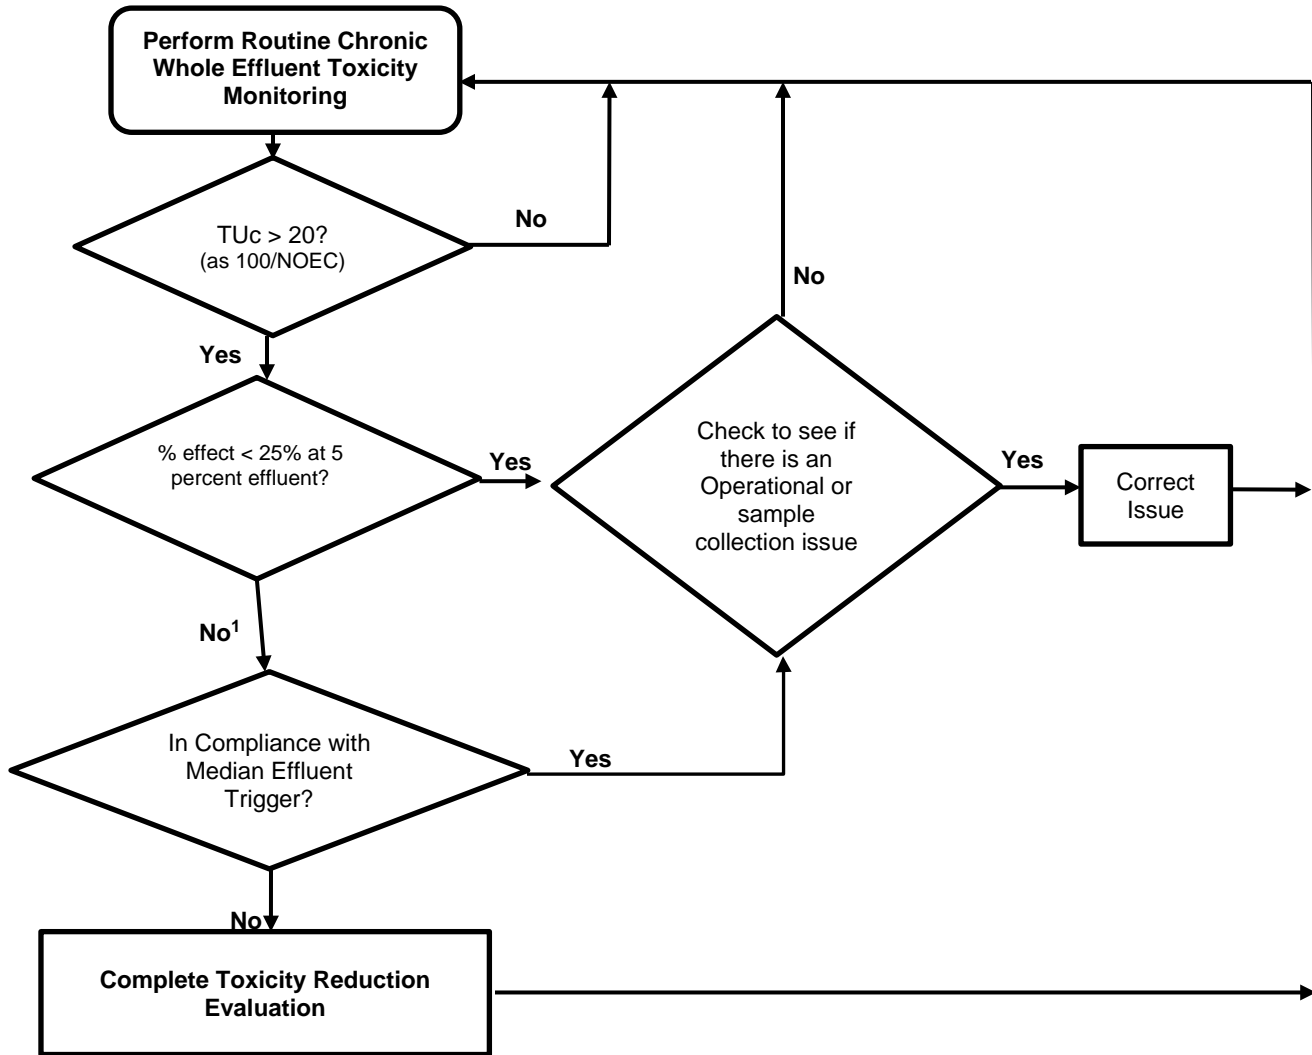 Perform Routine Chronic
Whole Effluent Toxicity
Monitoring
TUc > 20?
(as 100/NOEC)
No
Yes
% effect < 25% at 5
percent effluent?
Yes
No
Check to see if
there is an
Operational or
sample
collection issue
Yes
Correct
Issue
No¹
In Compliance with
Median Effluent
Trigger?
Yes
No
Complete Toxicity Reduction
Evaluation